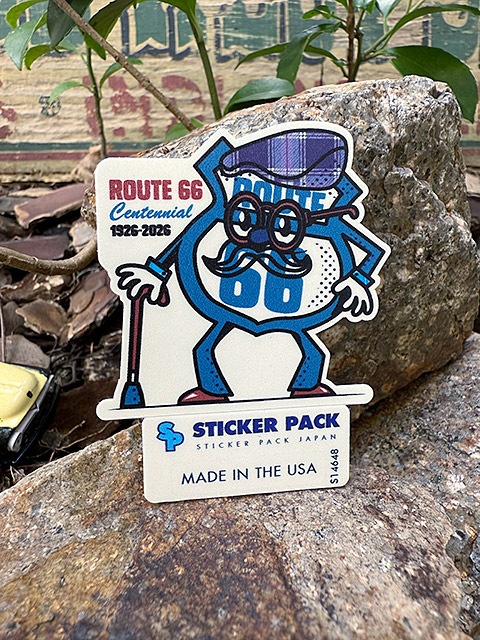 ROUTE 66
Centennial
1926-2026
ROUTE
66
SP STICKER PACK
STICKER PACK JAPAN
MADE IN THE USA
S14648